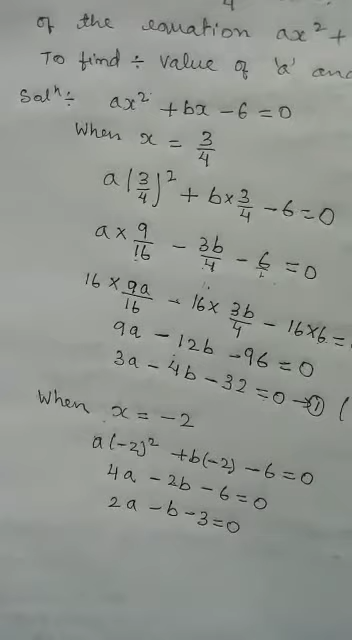 of the equation ax² +
To find ÷ value of 'a' and
Solⁿ ÷ ax² + bx - 6 = 0
When x = 3/4
a(3/4)² + b × 3/4 - 6 = 0
a × 9/16 - 3b/4 - 6/1 = 0
16 × 9a/16 - 16 × 3b/4 - 16×6 =
9a - 12b - 96 = 0
3a - 4b - 32 = 0 → ① (
When x = -2
a(-2)² + b(-2) - 6 = 0
4a - 2b - 6 = 0
2a - b - 3 = 0